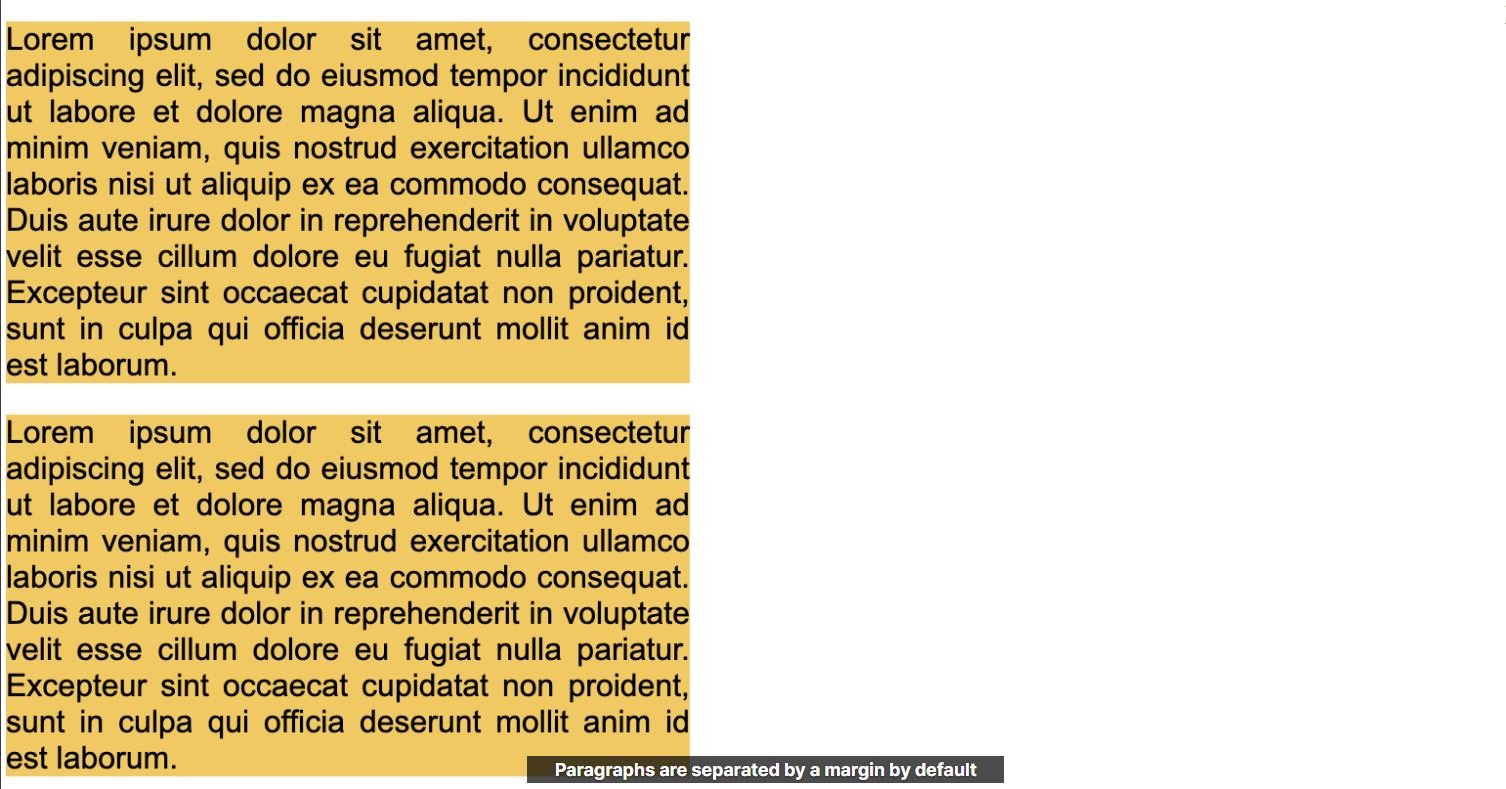 Lorem ipsum dolor sit amet, consectetur
adipiscing elit, sed do eiusmod tempor incididunt
ut labore et dolore magna aliqua. Ut enim ad
minim veniam, quis nostrud exercitation ullamco
laboris nisi ut aliquip ex ea commodo consequat.
Duis aute irure dolor in reprehenderit in voluptate
velit esse cillum dolore eu fugiat nulla pariatur.
Excepteur sint occaecat cupidatat non proident,
sunt in culpa qui officia deserunt mollit anim id
est laborum.
Lorem ipsum dolor sit amet, consectetur
adipiscing elit, sed do eiusmod tempor incididunt
ut labore et dolore magna aliqua. Ut enim ad
minim veniam, quis nostrud exercitation ullamco
laboris nisi ut aliquip ex ea commodo consequat.
Duis aute irure dolor in reprehenderit in voluptate
velit esse cillum dolore eu fugiat nulla pariatur.
Excepteur sint occaecat cupidatat non proident,
sunt in culpa qui officia deserunt mollit anim id
est laborum.
Paragraphs are separated by a margin by default